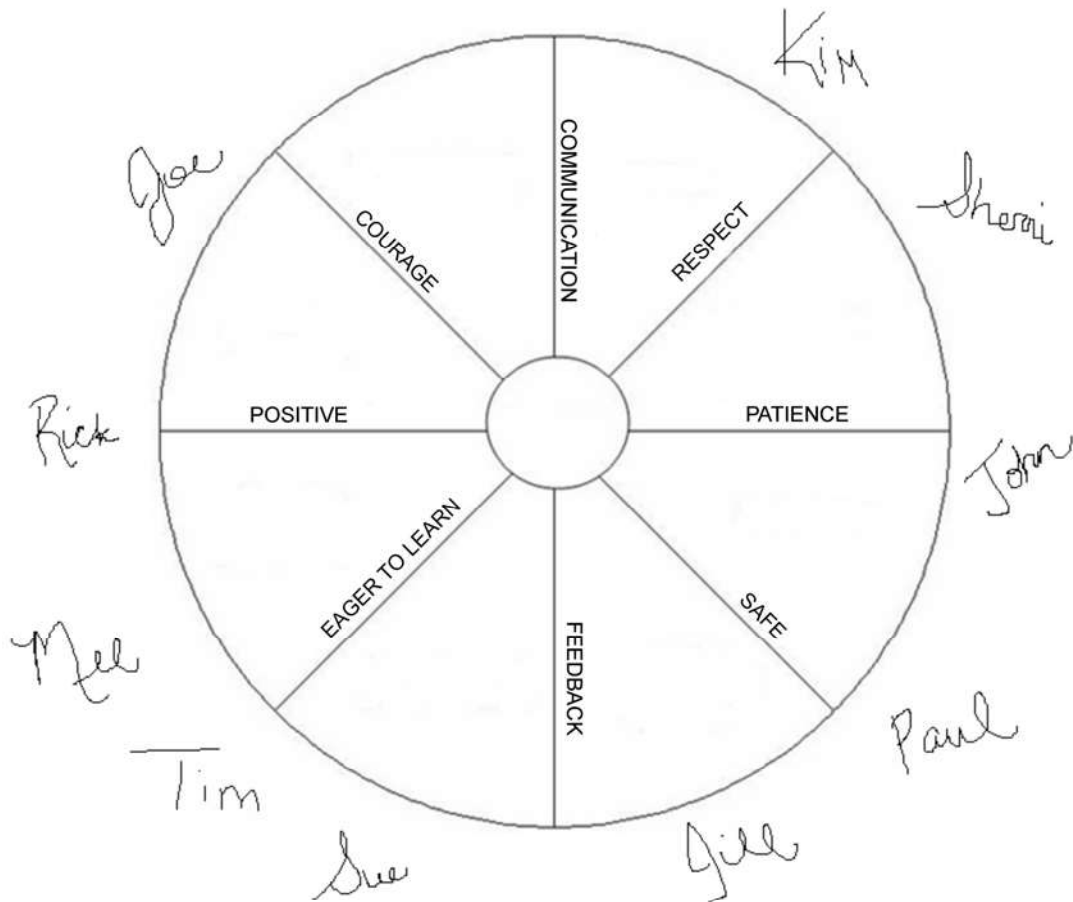 Kim
Sherri
Joe
COMMUNICATION
COURAGE
RESPECT
Rick
POSITIVE
PATIENCE
John
EAGER TO LEARN
SAFE
FEEDBACK
Paul
Tim
Sue
Jill